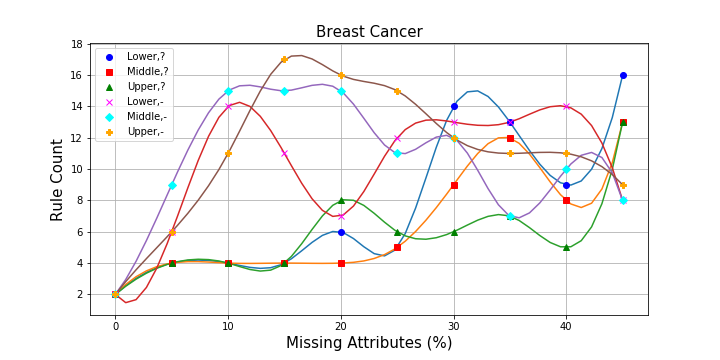 Breast Cancer
Rule Count
18
16
14
12
10
8
6
4
2
Lower,?
Middle,?
Upper,?
Lower,-
Middle,-
Upper,-
0 10 20 30 40
Missing Attributes (%)